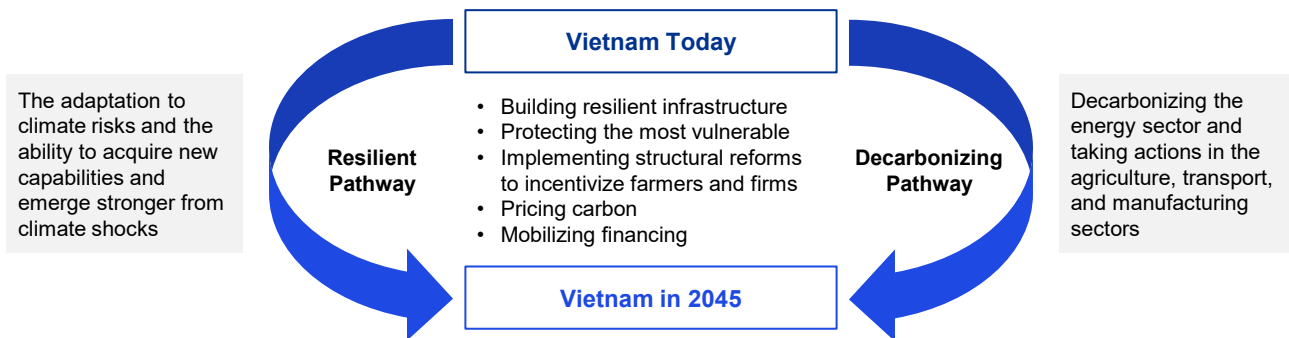 Vietnam Today
The adaptation to
climate risks and the
ability to acquire new
capabilities and
emerge stronger from
climate shocks
Resilient
Pathway
• Building resilient infrastructure
• Protecting the most vulnerable
• Implementing structural reforms
to incentivize farmers and firms
• Pricing carbon
• Mobilizing financing
Decarbonizing
Pathway
Decarbonizing the
energy sector and
taking actions in the
agriculture, transport,
and manufacturing
sectors
Vietnam in 2045